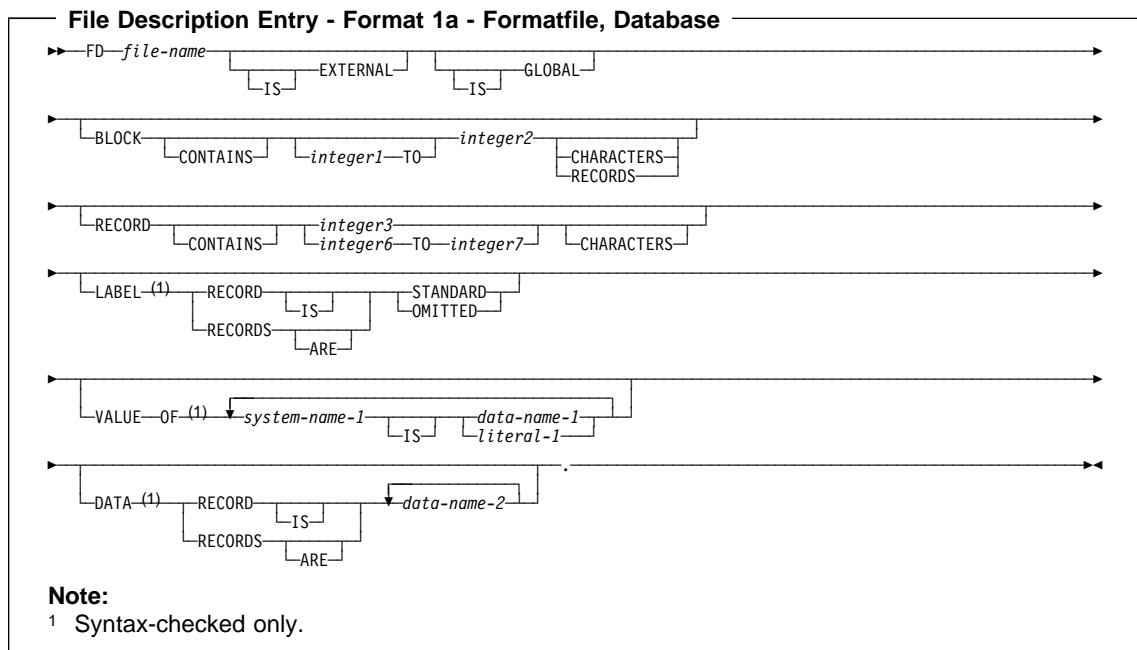 File Description Entry - Format 1a - Formatfile, Database
FD file-name EXTERNAL GLOBAL
IS IS
BLOCK integer2
CONTAINS integer1 TO CHARACTERS
RECORDS
RECORD integer3
CONTAINS integer6 TO integer7 CHARACTERS
LABEL (1) RECORD STANDARD
IS OMITTED
RECORDS
ARE
VALUE OF (1) system-name-1 data-name-1
IS literal-1
.
DATA (1) RECORD data-name-2
IS
RECORDS
ARE
Note:
1 Syntax-checked only.